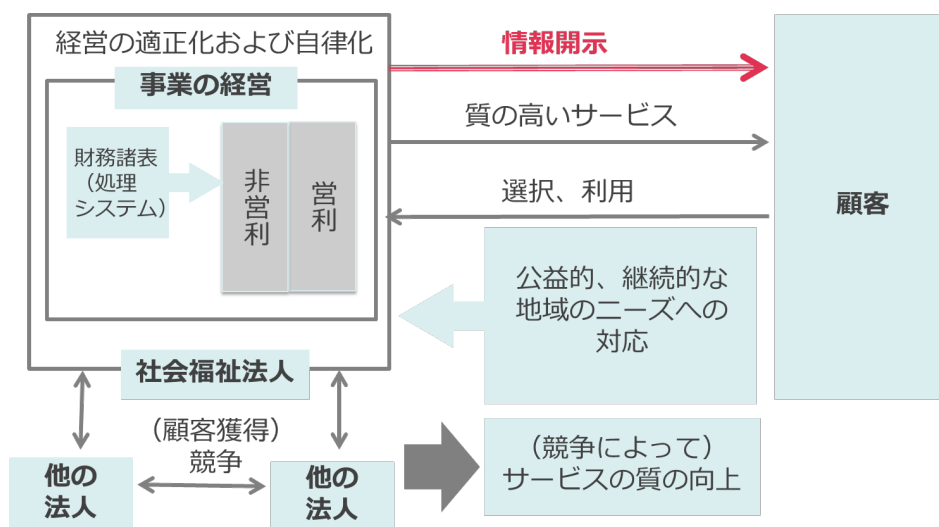 経営の適正化および自律化
事業の経営
財務諸表
（処理
システム）
非営利
営利
社会福祉法人
情報開示
質の高いサービス
選択、利用
顧客
公益的、継続的な
地域のニーズへの
対応
（顧客獲得）
競争
他の
法人
他の
法人
（競争によって）
サービスの質の向上